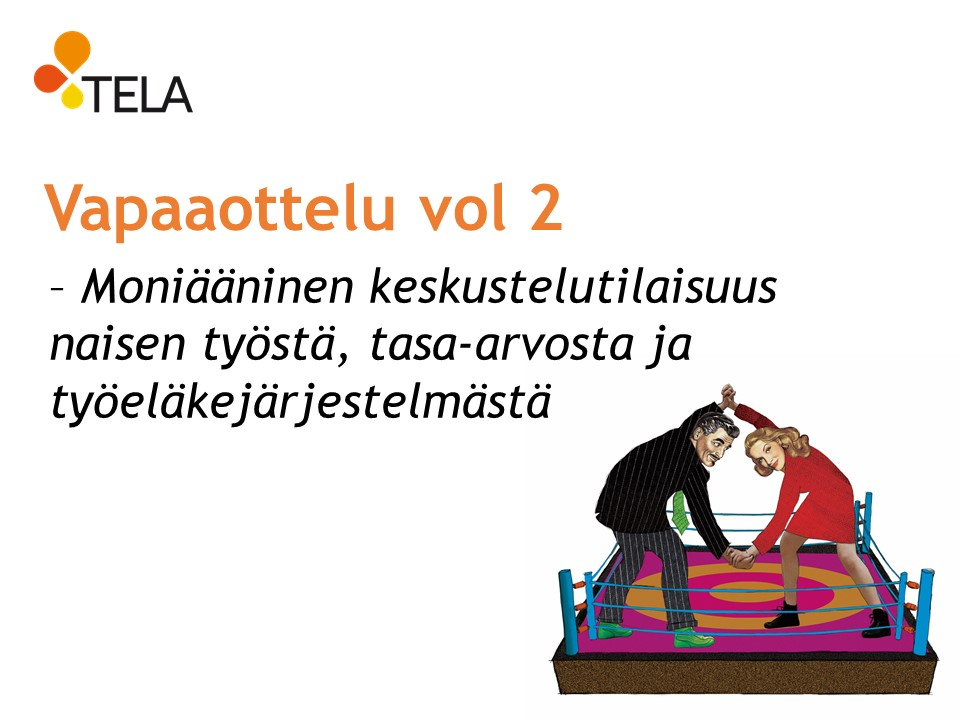 TELA
Vapaaottelu vol 2
– Moniääninen keskustelutilaisuus
naisen työstä, tasa-arvosta ja
työeläkejärjestelmästä